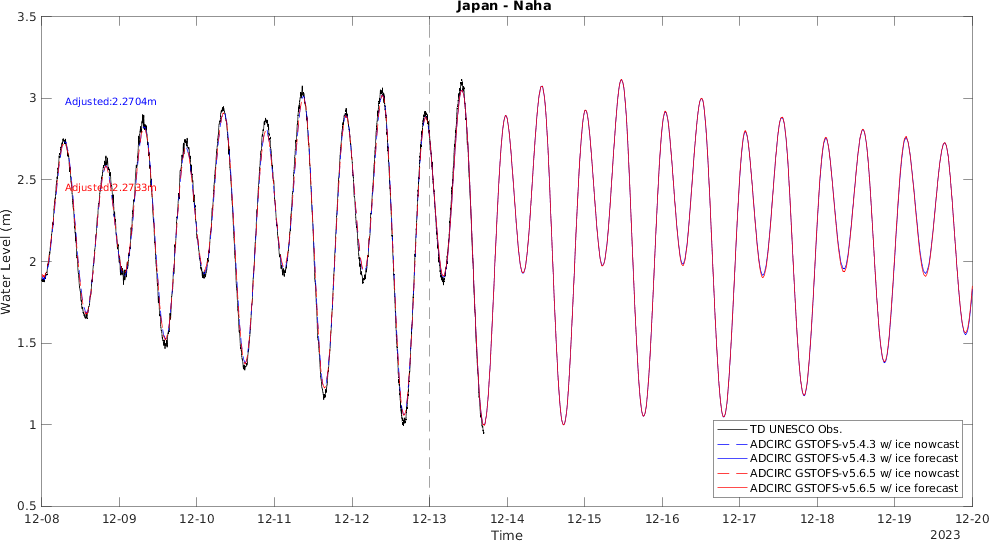 Japan - Naha
3.5
3
2.5
2
1.5
1
0.5
Water Level (m)
Adjusted:2.2704m
Adjusted:2.2733m
TD UNESCO Obs.
ADCIRC GSTOFS-v5.4.3 w/ ice nowcast
ADCIRC GSTOFS-v5.4.3 w/ ice forecast
ADCIRC GSTOFS-v5.6.5 w/ ice nowcast
ADCIRC GSTOFS-v5.6.5 w/ ice forecast
12-08 12-09 12-10 12-11 12-12 12-13 12-14 12-15 12-16 12-17 12-18 12-19 12-20
Time
2023